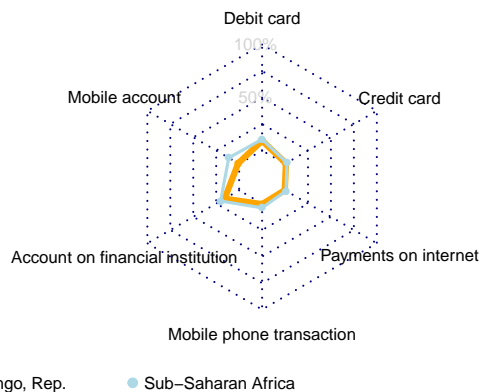 Debit card
100%
Mobile account
Credit card
50%
Account on financial institution
Payments on internet
Mobile phone transaction
ngo, Rep.
Sub−Saharan Africa